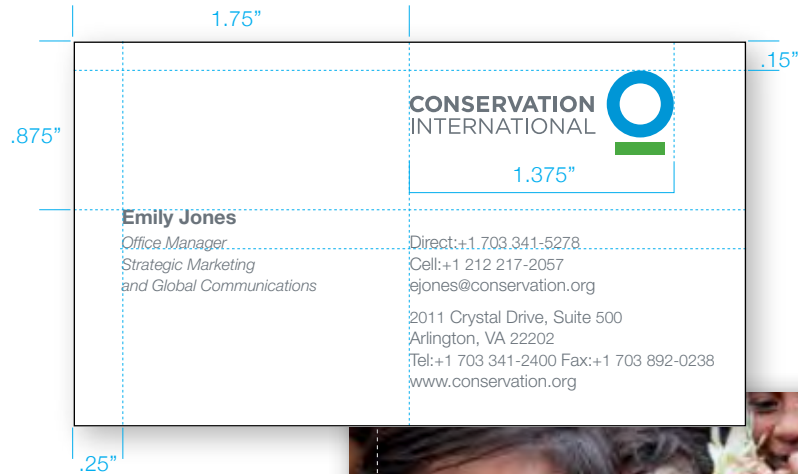 1.75”
.15”
CONSERVATION
INTERNATIONAL
.875”
1.375”
Emily Jones
Office Manager
Strategic Marketing
and Global Communications
Direct:+1 703 341-5278
Cell:+1 212 217-2057
ejones@conservation.org
2011 Crystal Drive, Suite 500
Arlington, VA 22202
Tel:+1 703 341-2400 Fax:+1 703 892-0238
www.conservation.org
.25”